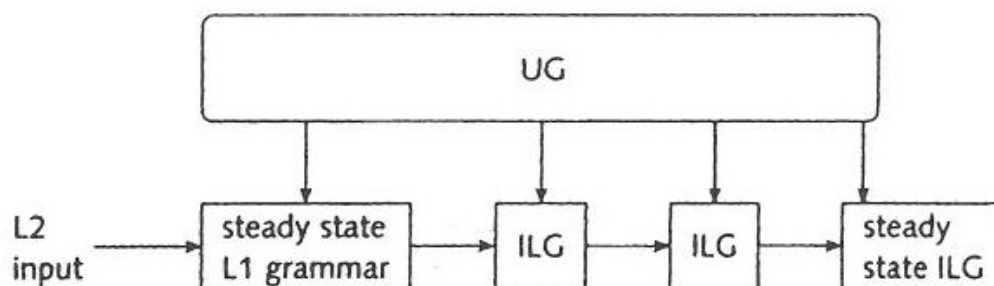 UG
L2
input
steady state
L1 grammar
ILG
ILG
steady
state ILG